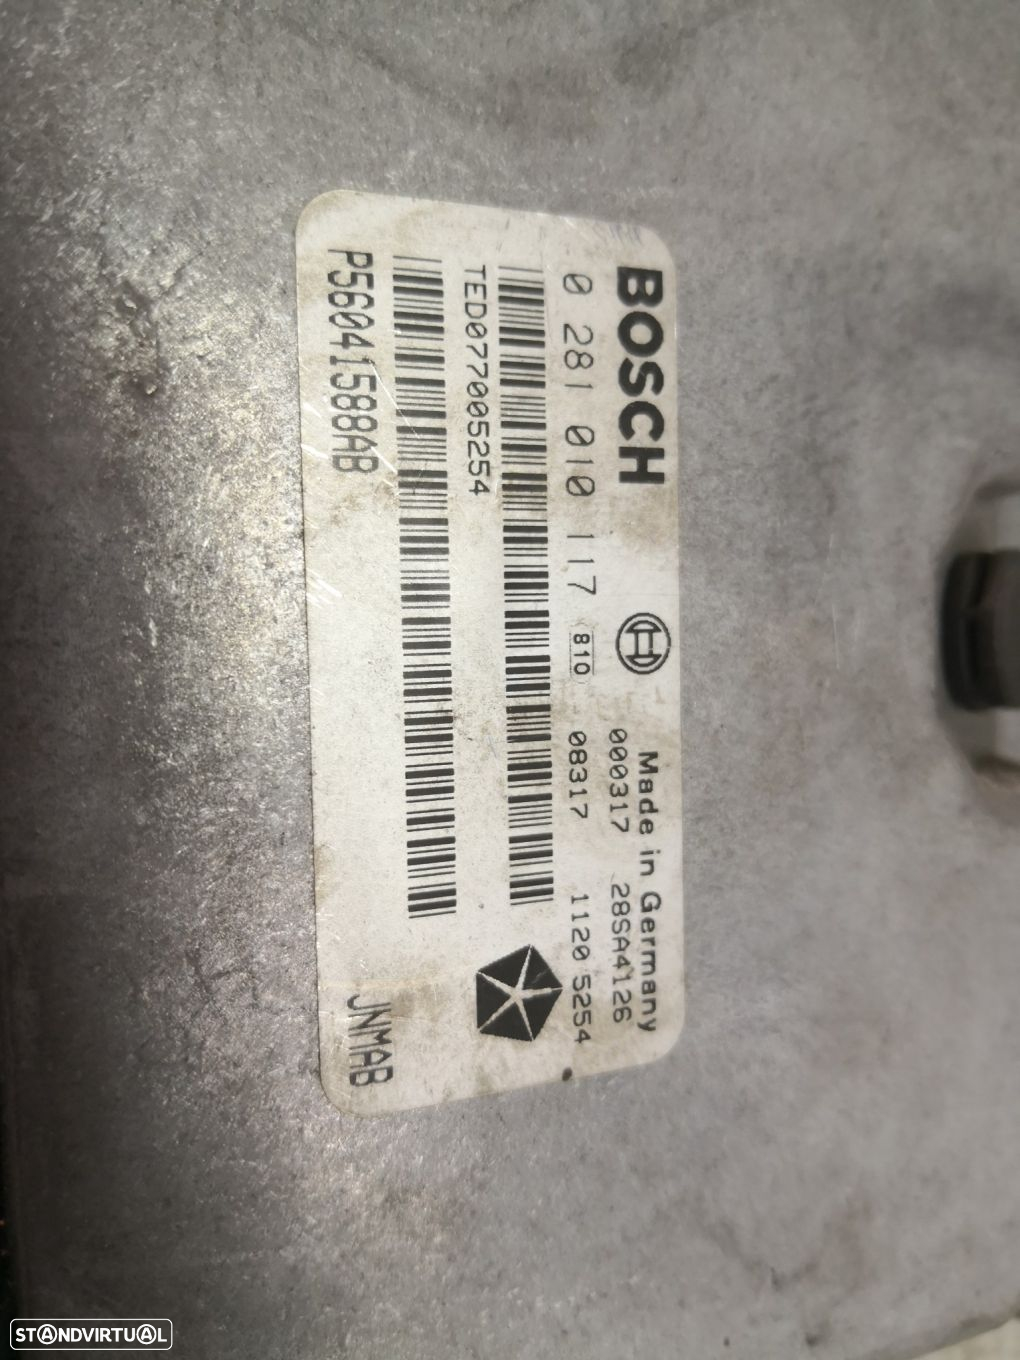 BOSCH
Made in Germany
000317 28SA4126
0 281 010 117 810 08317 1120 5254
TED077005254
P56041588AB JNMAB
STANDVIRTUAL